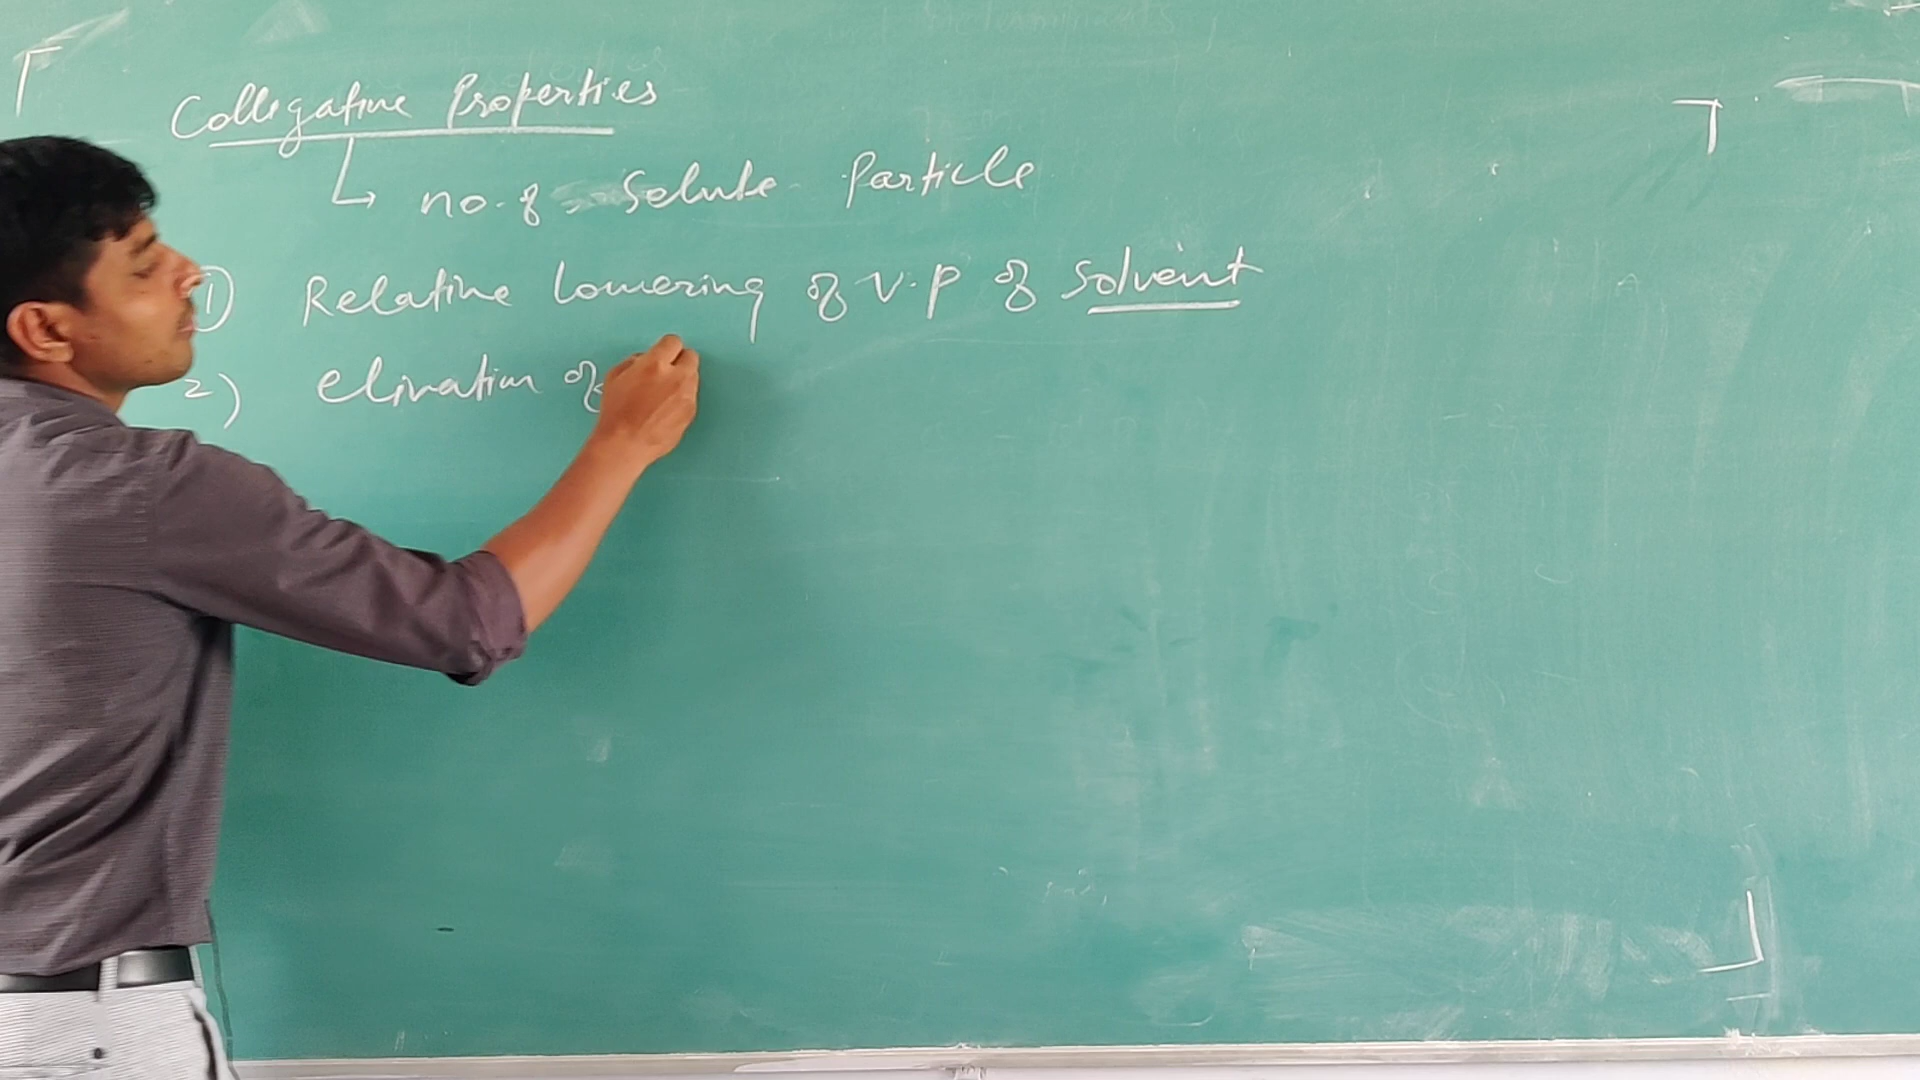 Colligative Properties
↳ no. of Solute Particle
① Relative lowering of V.P of Solvent
2) elivation of